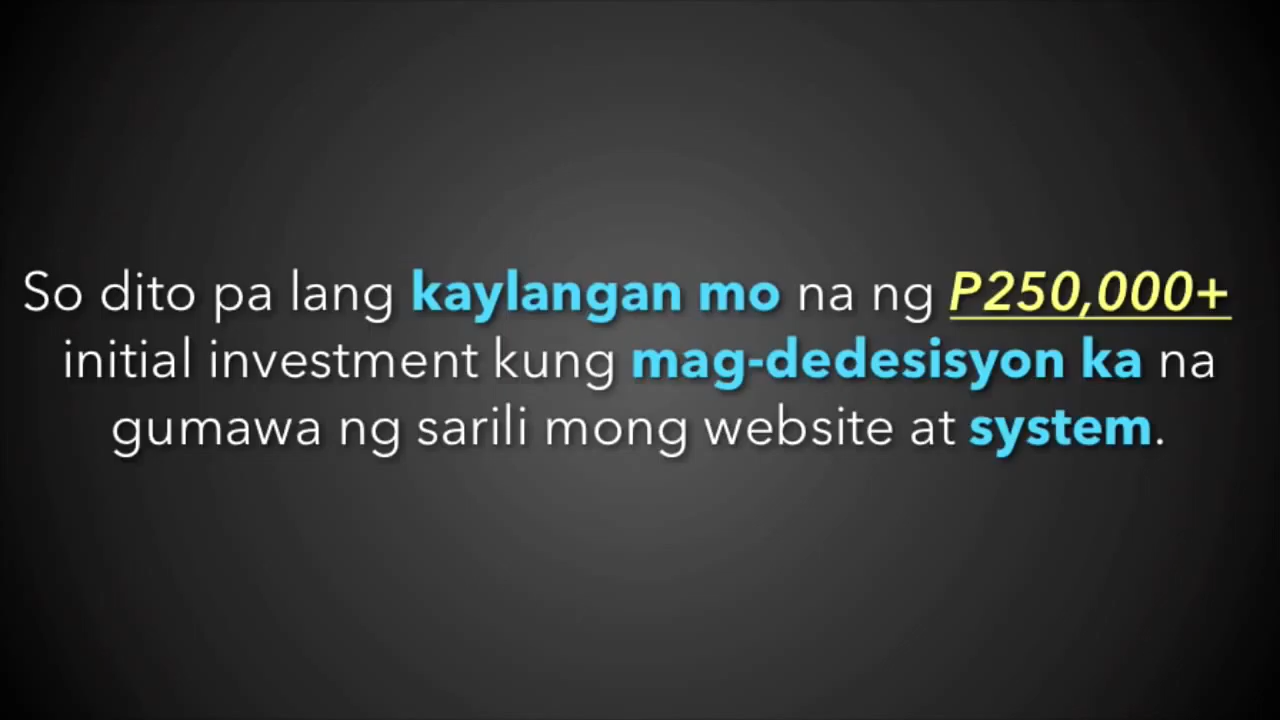 So dito pa lang kaylangan mo na ng P250,000+
initial investment kung mag-dedesisyon ka na
gumawa ng sarili mong website at system.